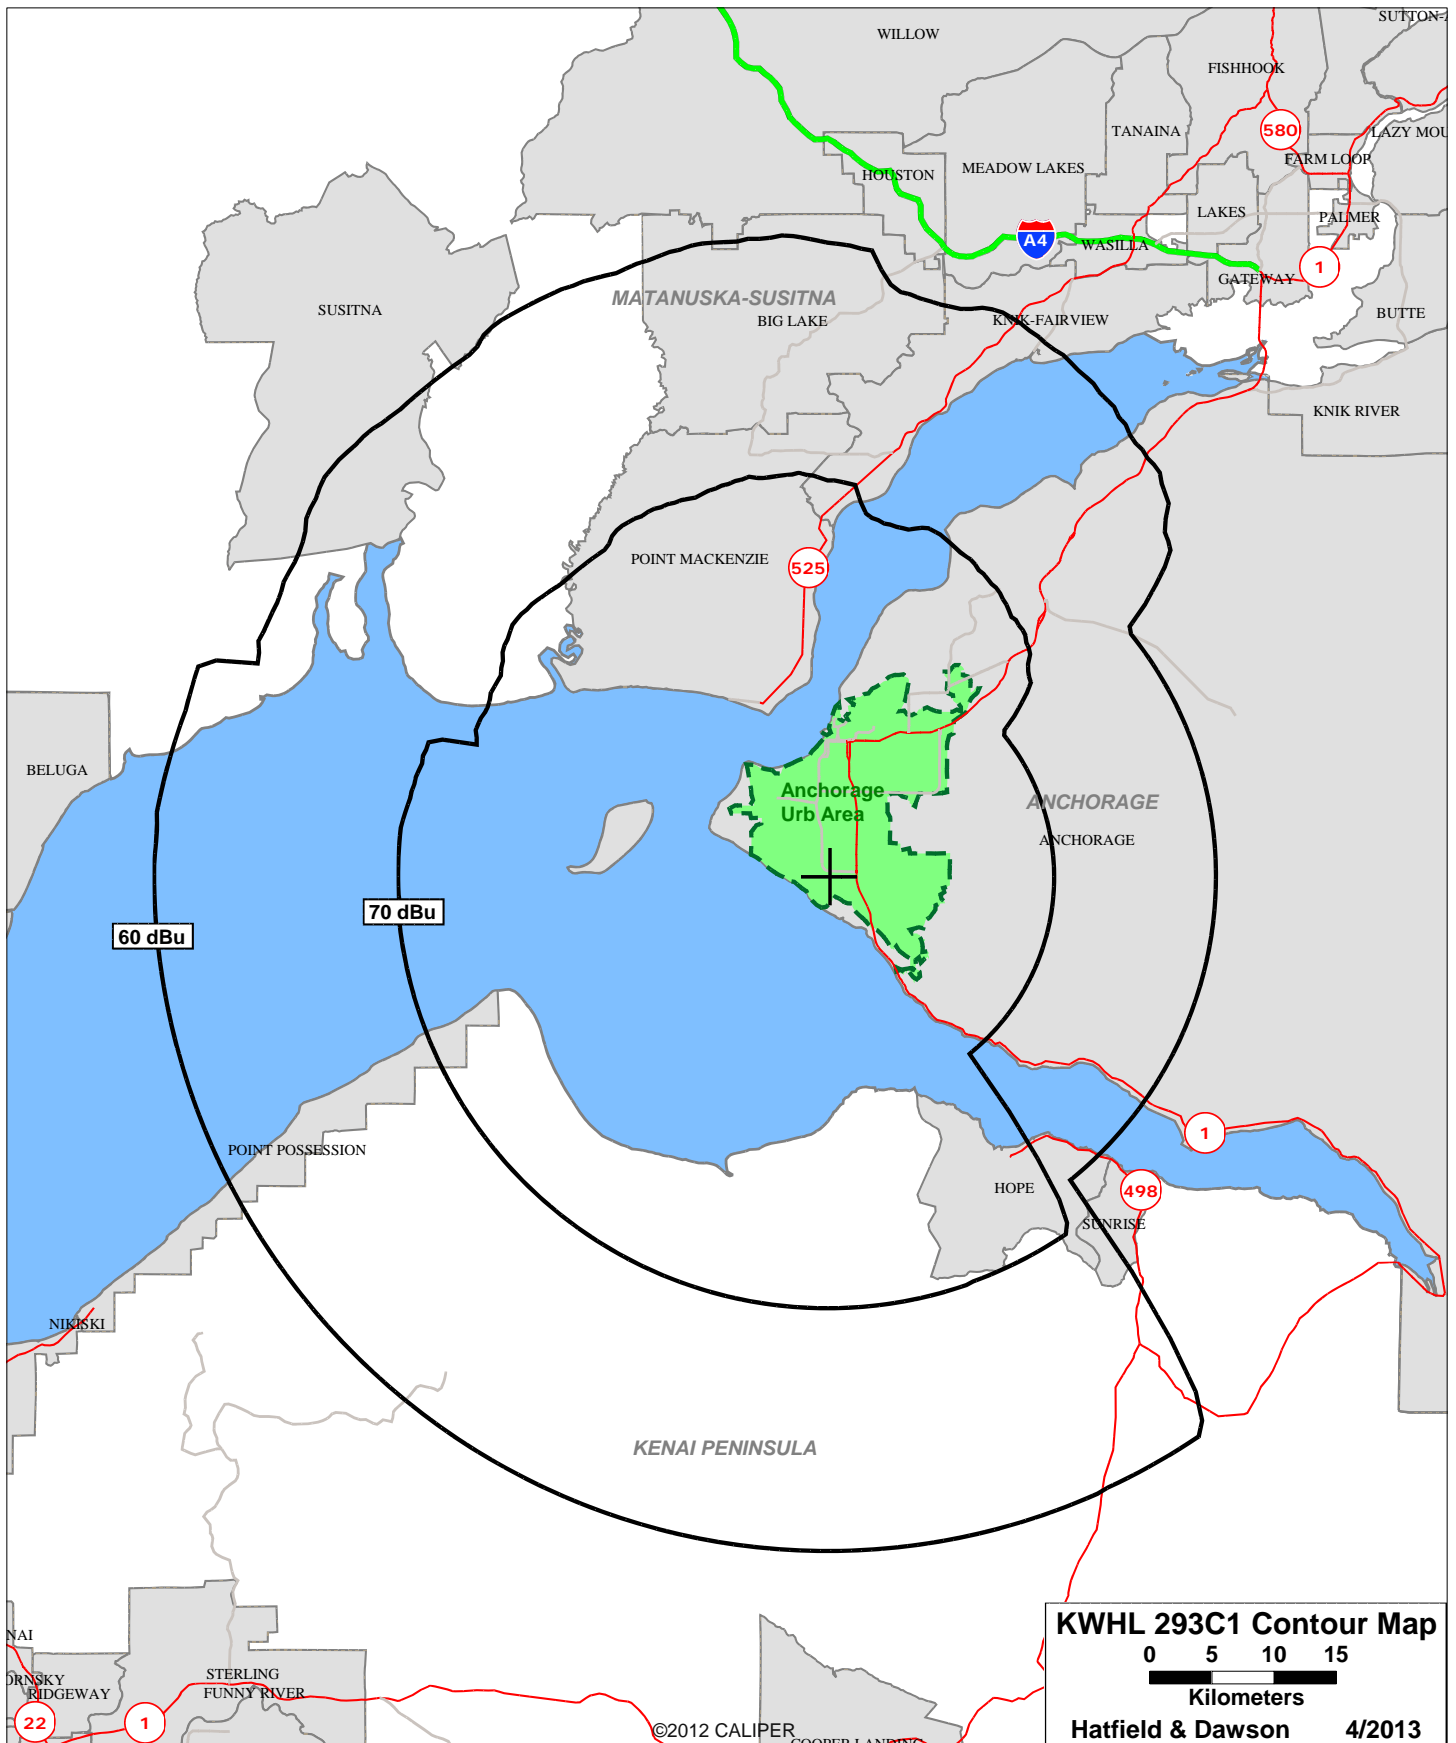 SUTTON-A
WILLOW
FISHHOOK
580
TANAINA
LAZY MOU
FARM LOOP
MEADOW LAKES
HOUSTON
LAKES
PALMER
A4
WASILLA
1
GATEWAY
MATANUSKA-SUSITNA
SUSITNA
BIG LAKE
KNIK-FAIRVIEW
BUTTE
KNIK RIVER
POINT MACKENZIE
525
BELUGA
Anchorage
Urb Area
ANCHORAGE
ANCHORAGE
70 dBu
60 dBu
1
POINT POSSESSION
HOPE
498
SUNRISE
NIKISKI
KENAI PENINSULA
NAI
ORNSKY
RIDGEWAY
STERLING
FUNNY RIVER
22
1
©2012 CALIPER
COOPER LANDING
KWHL 293C1 Contour Map
0 5 10 15
Kilometers
Hatfield & Dawson 4/2013